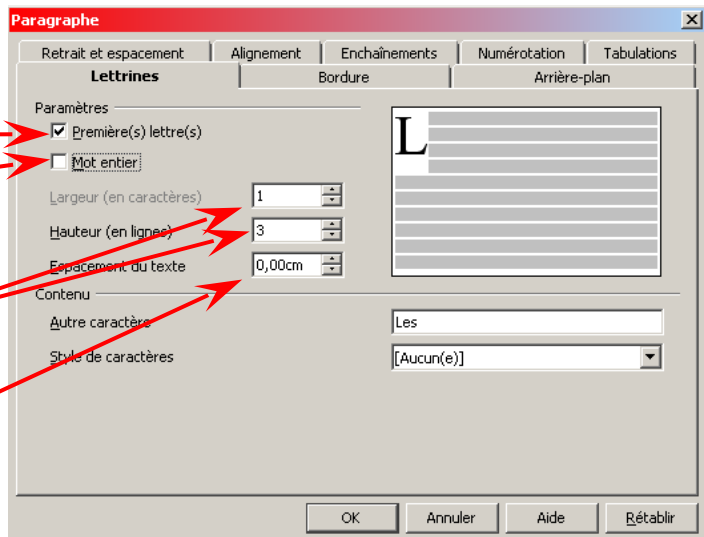 Paragraphe
Retrait et espacement Alignement Enchaînements Numérotation Tabulations
Lettrines Bordure Arrière-plan
Paramètres
Première(s) lettre(s)
Mot entier
Largeur (en caractères) 1
Hauteur (en lignes) 3
Espacement du texte 0,00cm
L
Contenu
Autre caractère Les
Style de caractères [Aucun(e)]
OK Annuler Aide Rétablir